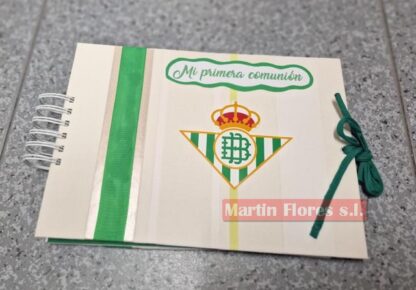 Mi primera comunión
Martin Flores s.l.